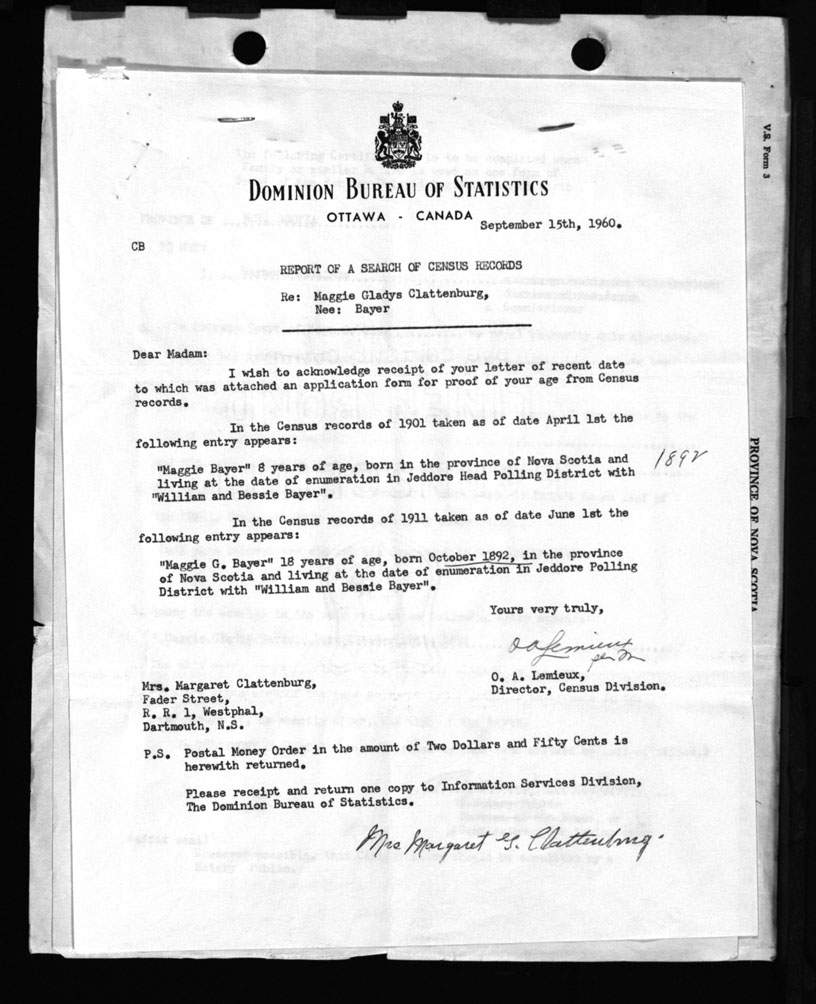 DOMINION BUREAU OF STATISTICS
OTTAWA - CANADA
September 15th, 1960.
CB
REPORT OF A SEARCH OF CENSUS RECORDS
Re: Maggie Gladys Clattenburg,
Nee: Bayer
Dear Madam:
I wish to acknowledge receipt of your letter of recent date
to which was attached an application form for proof of your age from Census
records.
In the Census records of 1901 taken as of date April 1st the
following entry appears:
"Maggie Bayer" 8 years of age, born in the province of Nova Scotia and
living at the date of enumeration in Jeddore Head Polling District with
"William and Bessie Bayer".
1892
In the Census records of 1911 taken as of date June 1st the
following entry appears:
"Maggie G. Bayer" 18 years of age, born October 1892, in the province
of Nova Scotia and living at the date of enumeration in Jeddore Polling
District with "William and Bessie Bayer".
Yours very truly,
O A Lemieux
per
O. A. Lemieux,
Director, Census Division.
Mrs. Margaret Clattenburg,
Fader Street,
R. R. 1, Westphal,
Dartmouth, N.S.
P.S. Postal Money Order in the amount of Two Dollars and Fifty Cents is
herewith returned.
Please receipt and return one copy to Information Services Division,
The Dominion Bureau of Statistics.
Mrs Margaret G. Clattenburg.
V.S. Form 3
PROVINCE OF NOVA SCOTIA